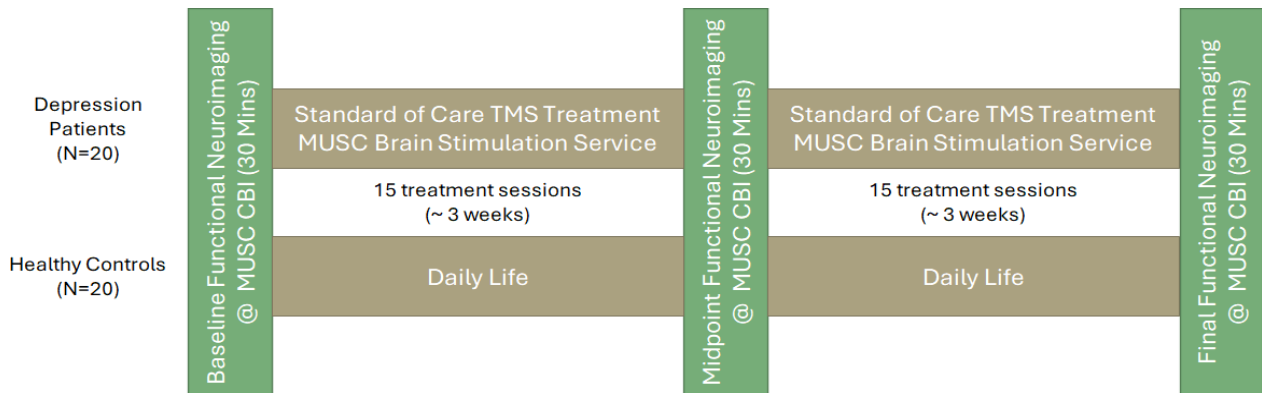 Depression
Patients
(N=20)
Healthy Controls
(N=20)
Baseline Functional Neuroimaging
@ MUSC CBI (30 Mins)
Standard of Care TMS Treatment
MUSC Brain Stimulation Service
15 treatment sessions
(~ 3 weeks)
Daily Life
Midpoint Functional Neuroimaging
@ MUSC CBI (30 Mins)
Standard of Care TMS Treatment
MUSC Brain Stimulation Service
15 treatment sessions
(~ 3 weeks)
Daily Life
Final Functional Neuroimaging
@ MUSC CBI (30 Mins)